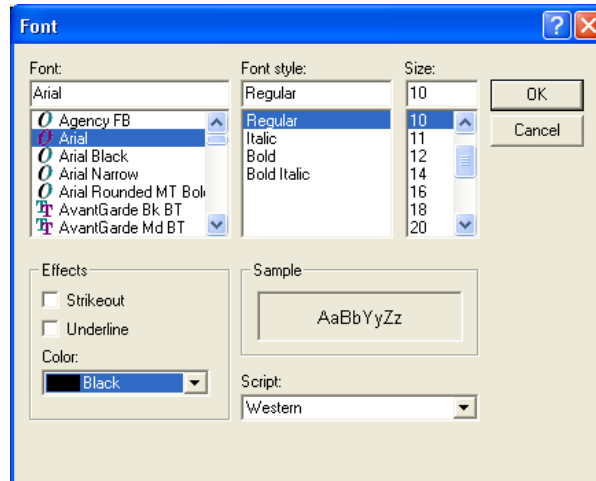 Font
Font:
Font style:
Size:
Arial
Regular
10
OK
Cancel
Agency FB
Arial
Arial Black
Arial Narrow
Arial Rounded MT Bol
AvantGarde Bk BT
AvantGarde Md BT
Regular
Italic
Bold
Bold Italic
10
11
12
14
16
18
20
Effects
Strikeout
Underline
Color:
Black
Sample
AaBbYyZz
Script:
Western